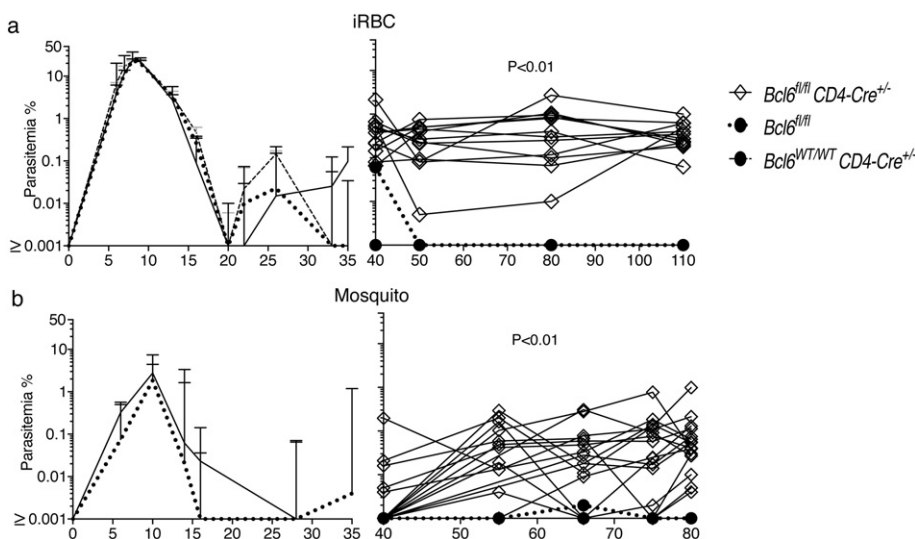 iRBC
a
Parasitemia %
50
10
1
0.1
0.01
≤ 0.001
0 5 10 15 20 25 30 35
P<0.01
40 50 60 70 80 90 100 110
Bcl6fl/fl CD4-Cre+/-
Bcl6fl/fl
Bcl6WT/WT CD4-Cre+/-
Mosquito
b
Parasitemia %
50
10
1
0.1
0.01
≤ 0.001
0 5 10 15 20 25 30 35
P<0.01
40 50 60 70 80